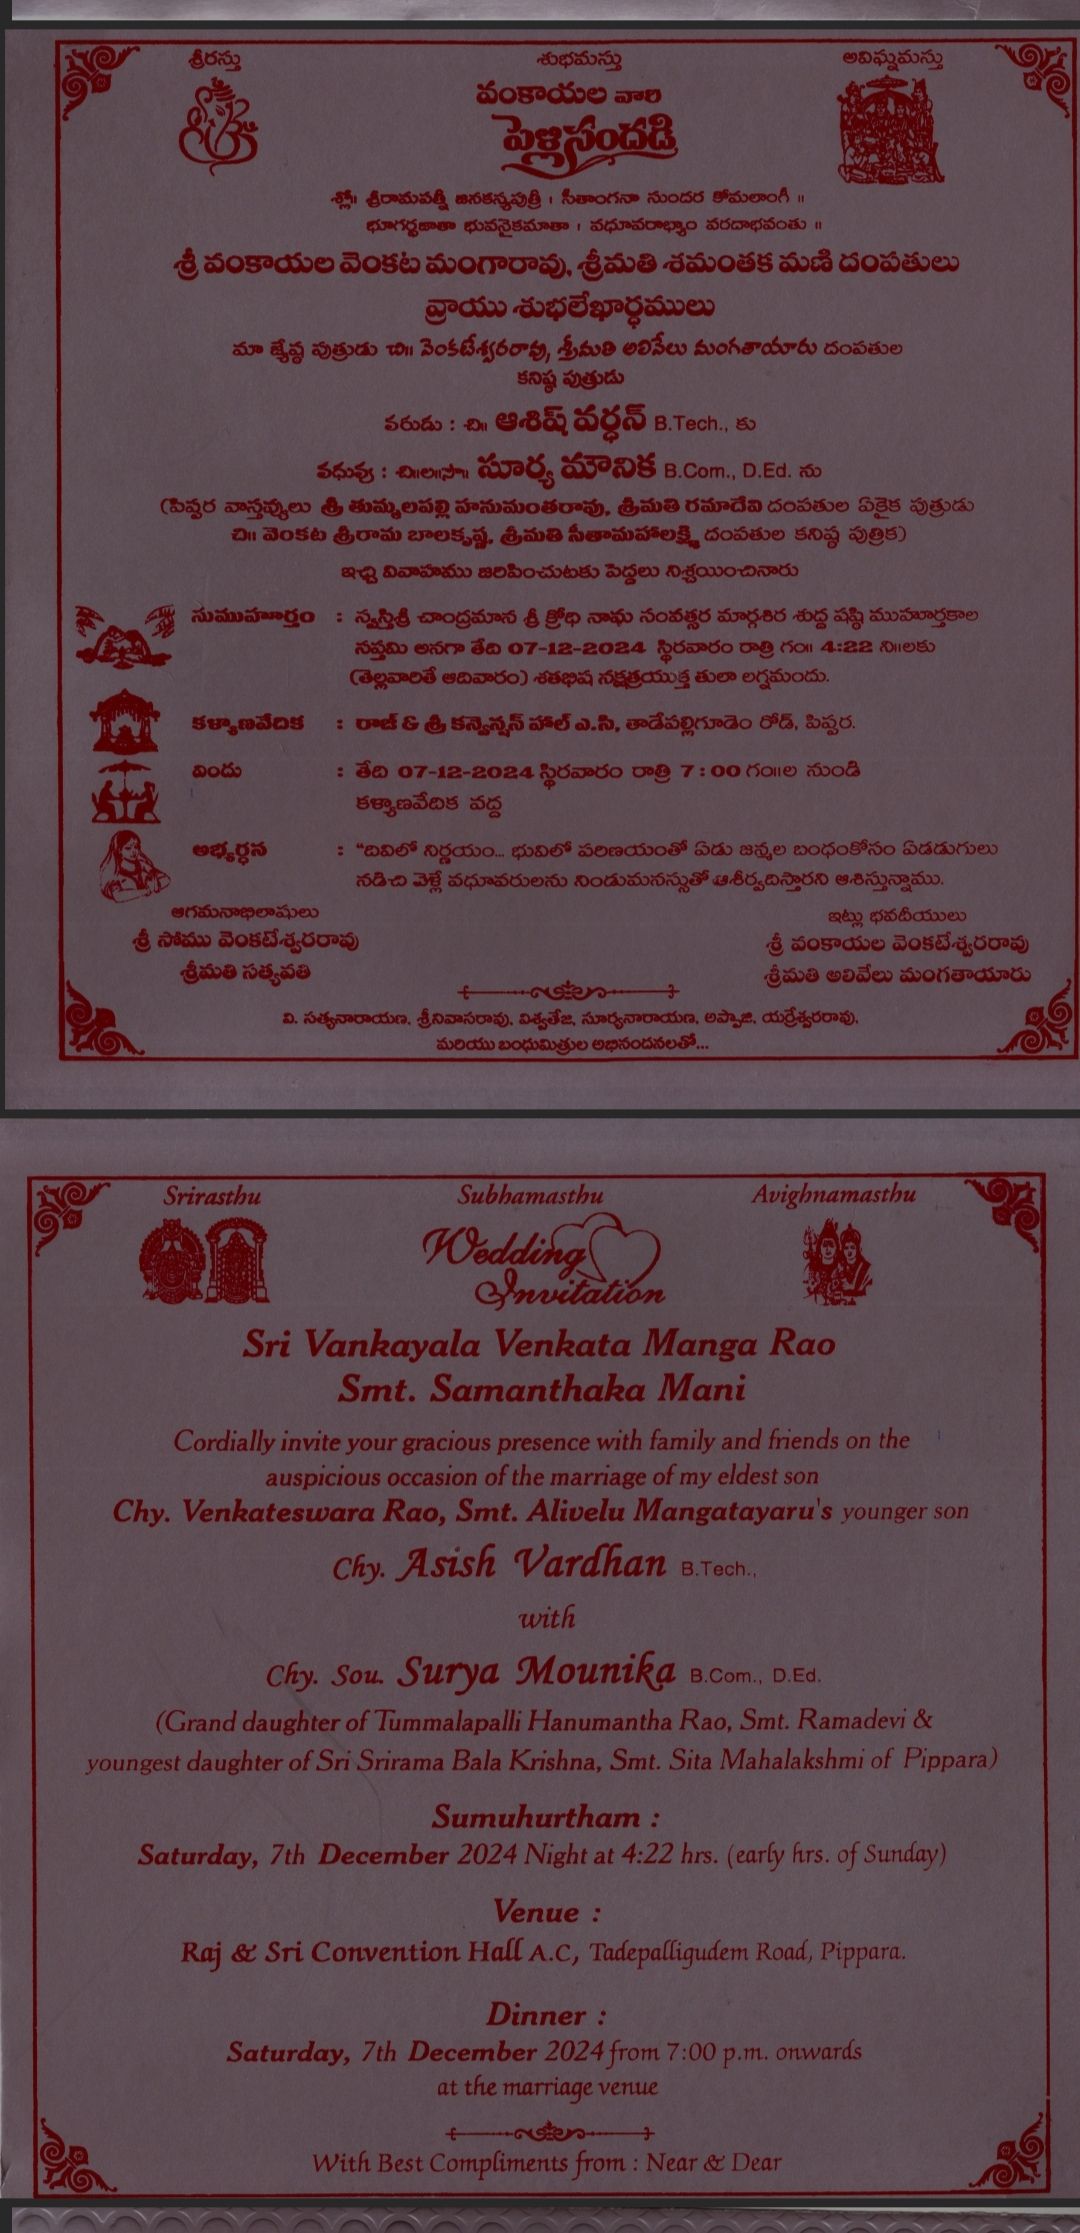 శ్రీరస్తు
శుభమస్తు
అవిఘ్నమస్తు
వంకాయల వారి
పెళ్లిసందడి
శ్లో॥ శ్రీరామపత్నీ జనకస్యపుత్రీ । సీతాంగనా సుందర కోమలాంగీ ॥
భూగర్భజాతా భువనైకమాతా । వధూవరాభ్యాం వరదాభవంతు ॥
శ్రీ వంకాయల వెంకట మంగారావు, శ్రీమతి శమంతక మణి దంపతులు
వ్రాయు శుభలేఖార్థములు
మా జ్యేష్ఠ పుత్రుడు చి॥ వెంకటేశ్వరరావు, శ్రీమతి అలివేలు మంగతాయారు దంపతుల
కనిష్ఠ పుత్రుడు
వరుడు : చి॥ ఆశిష్ వర్ధన్ B.Tech., కు
వధువు : చి॥ల॥సౌ॥ సూర్య మౌనిక B.Com., D.Ed. ను
(పిప్పర వాస్తవ్యులు శ్రీ తుమ్మలపల్లి హనుమంతరావు, శ్రీమతి రమాదేవి దంపతుల ఏకైక పుత్రుడు
చి॥ వెంకట శ్రీరామ బాలకృష్ణ, శ్రీమతి సీతామహాలక్ష్మి దంపతుల కనిష్ఠ పుత్రిక)
ఇచ్చి వివాహము జరిపించుటకు పెద్దలు నిశ్చయించినారు
సుముహూర్తం : స్వస్తిశ్రీ చాంద్రమాన శ్రీ క్రోధి నామ సంవత్సర మార్గశిర శుద్ధ షష్ఠి ముహూర్తకాల
సప్తమి అనగా తేది 07-12-2024 స్థిరవారం రాత్రి గం॥ 4:22 ని॥లకు
(తెల్లవారితే ఆదివారం) శతభిష నక్షత్రయుక్త తులా లగ్నమందు.
కళ్యాణవేదిక : రాజ్ & శ్రీ కన్వెన్షన్ హాల్ ఎ.సి, తాడేపల్లిగూడెం రోడ్, పిప్పర.
విందు : తేది 07-12-2024 స్థిరవారం రాత్రి 7 : 00 గం॥ల నుండి
కళ్యాణవేదిక వద్ద
అభ్యర్థన : "దివిలో నిర్ణయం... భువిలో పరిణయంతో ఏడు జన్మల బంధంకోసం ఏడడుగులు
నడిచి వెళ్లే వధూవరులను నిండుమనస్సుతో ఆశీర్వదిస్తారని ఆశిస్తున్నాము.
ఆగమనాభిలాషులు
శ్రీ సోము వెంకటేశ్వరరావు
శ్రీమతి సత్యవతి
ఇట్లు భవదీయులు
శ్రీ వంకాయల వెంకటేశ్వరరావు
శ్రీమతి అలివేలు మంగతాయారు
వి. సత్యనారాయణ, శ్రీనివాసరావు, విశ్వతేజ, సూర్యనారాయణ, అప్పాజి, యర్రేశ్వరరావు,
మరియు బంధుమిత్రుల అభినందనలతో...
Srirasthu
Subhamasthu
Avighnamasthu
Wedding
Invitation
Sri Vankayala Venkata Manga Rao
Smt. Samanthaka Mani
Cordially invite your gracious presence with family and friends on the
auspicious occasion of the marriage of my eldest son
Chy. Venkateswara Rao, Smt. Alivelu Mangatayaru's younger son
Chy. Asish Vardhan B.Tech.,
with
Chy. Sou. Surya Mounika B.Com., D.Ed.
(Grand daughter of Tummalapalli Hanumantha Rao, Smt. Ramadevi &
youngest daughter of Sri Srirama Bala Krishna, Smt. Sita Mahalakshmi of Pippara)
Sumuhurtham :
Saturday, 7th December 2024 Night at 4:22 hrs. (early hrs. of Sunday)
Venue :
Raj & Sri Convention Hall A.C, Tadepalligudem Road, Pippara.
Dinner :
Saturday, 7th December 2024 from 7:00 p.m. onwards
at the marriage venue
With Best Compliments from : Near & Dear